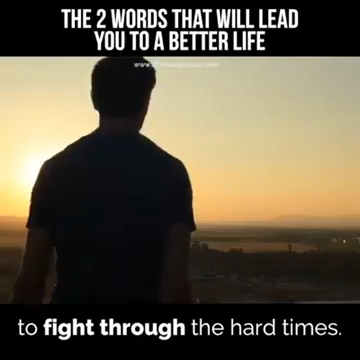 THE 2 WORDS THAT WILL LEAD
YOU TO A BETTER LIFE
to fight through the hard times.